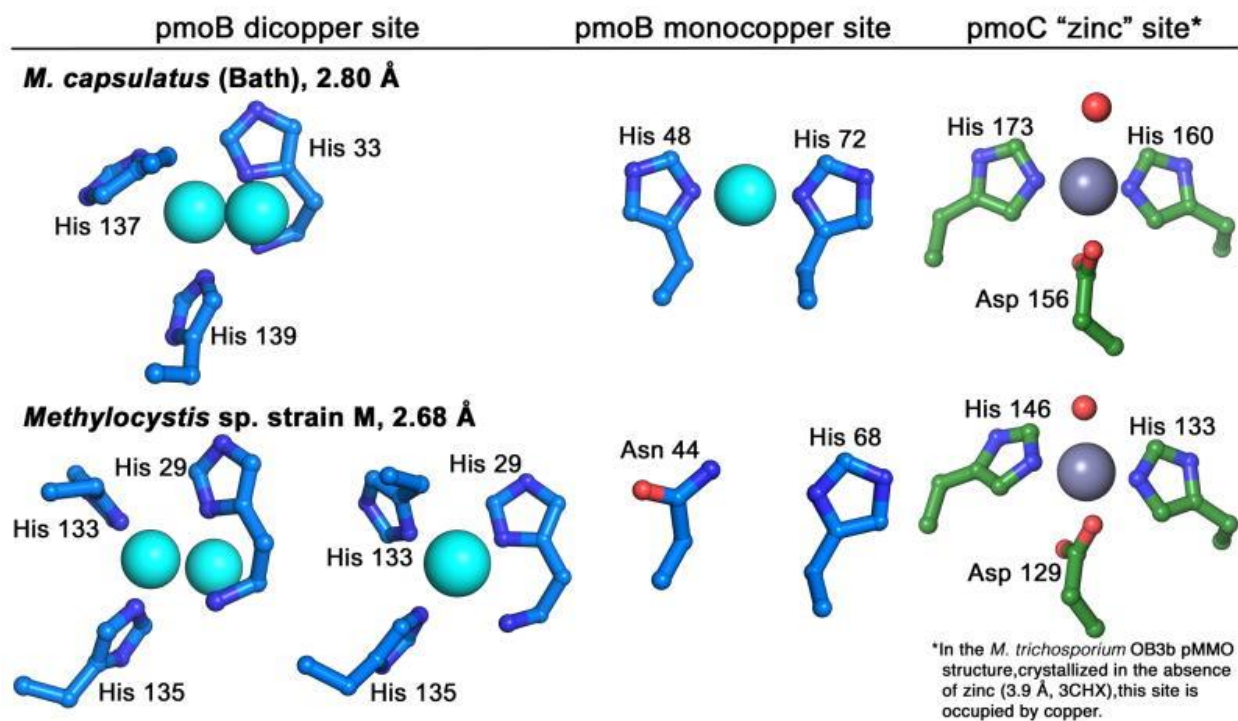 pmoB dicopper site
pmoB monocopper site
pmoC "zinc" site*
M. capsulatus (Bath), 2.80 Å
His 33
His 137
His 139
His 48
His 72
His 173
His 160
Asp 156
Methylocystis sp. strain M, 2.68 Å
His 29
His 133
His 135
His 29
His 133
His 135
Asn 44
His 68
His 146
His 133
Asp 129
*In the M. trichosporium OB3b pMMO
structure,crystallized in the absence
of zinc (3.9 Å, 3CHX),this site is
occupied by copper.